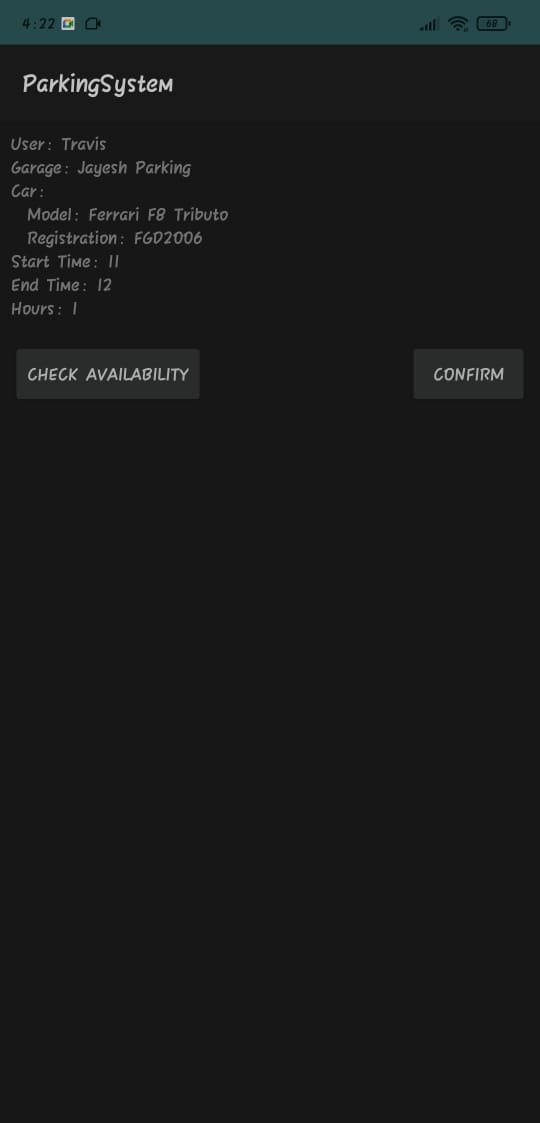 4:22 68
ParkingSystem
User: Travis
Garage: Jayesh Parking
Car:
Model: Ferrari F8 Tributo
Registration: FGD2006
Start Time: 11
End Time: 12
Hours: 1
CHECK AVAILABILITY CONFIRM